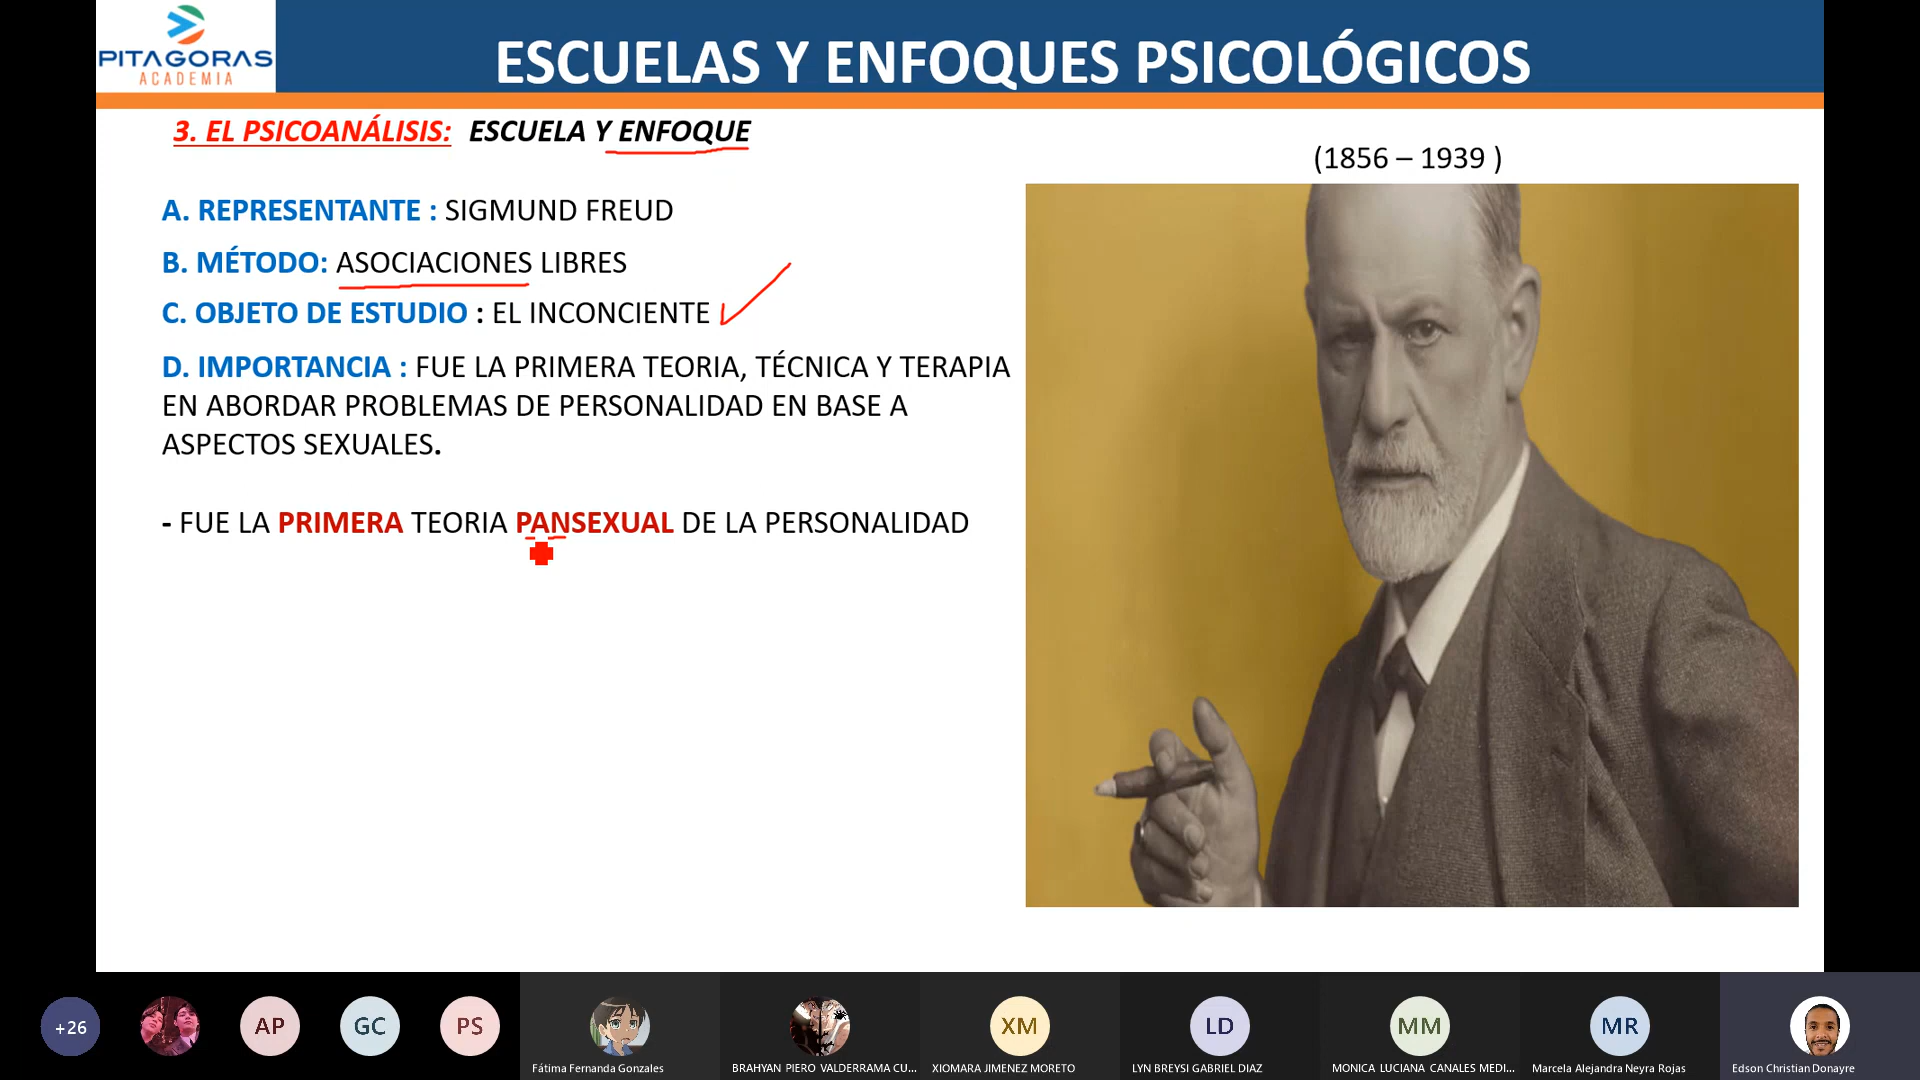 PITAGORAS
ACADEMIA
ESCUELAS Y ENFOQUES PSICOLÓGICOS
3. EL PSICOANÁLISIS: ESCUELA Y ENFOQUE
(1856 – 1939 )
A. REPRESENTANTE : SIGMUND FREUD
B. MÉTODO: ASOCIACIONES LIBRES
C. OBJETO DE ESTUDIO : EL INCONCIENTE
D. IMPORTANCIA : FUE LA PRIMERA TEORIA, TÉCNICA Y TERAPIA
EN ABORDAR PROBLEMAS DE PERSONALIDAD EN BASE A
ASPECTOS SEXUALES.
- FUE LA PRIMERA TEORIA PANSEXUAL DE LA PERSONALIDAD
+26
AP
GC
PS
XM
LD
MM
MR
Fátima Fernanda Gonzales
BRAHYAN PIERO VALDERRAMA CU...
XIOMARA JIMENEZ MORETO
LYN BREYSI GABRIEL DIAZ
MONICA LUCIANA CANALES MEDI...
Marcela Alejandra Neyra Rojas
Edson Christian Donayre